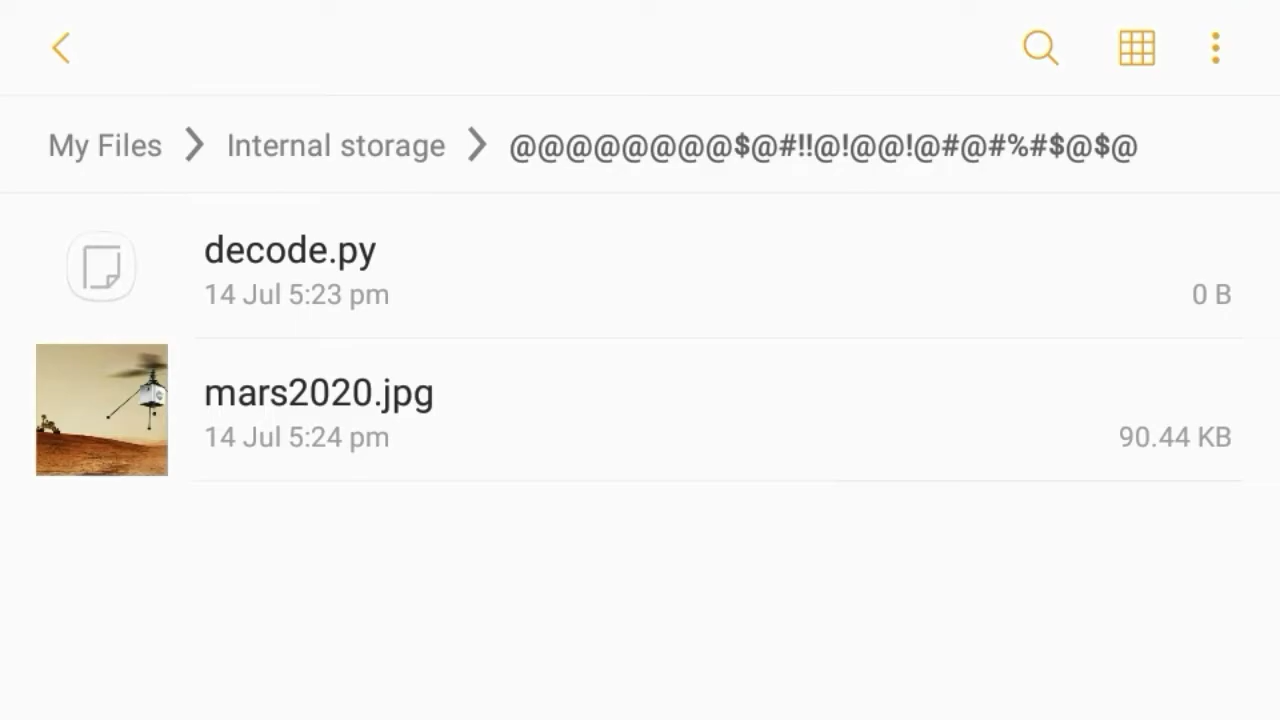 My Files > Internal storage > @@@@@@@@$@#!!@!@@!@#@#%#$@$@
decode.py
14 Jul 5:23 pm 0 B
mars2020.jpg
14 Jul 5:24 pm 90.44 KB